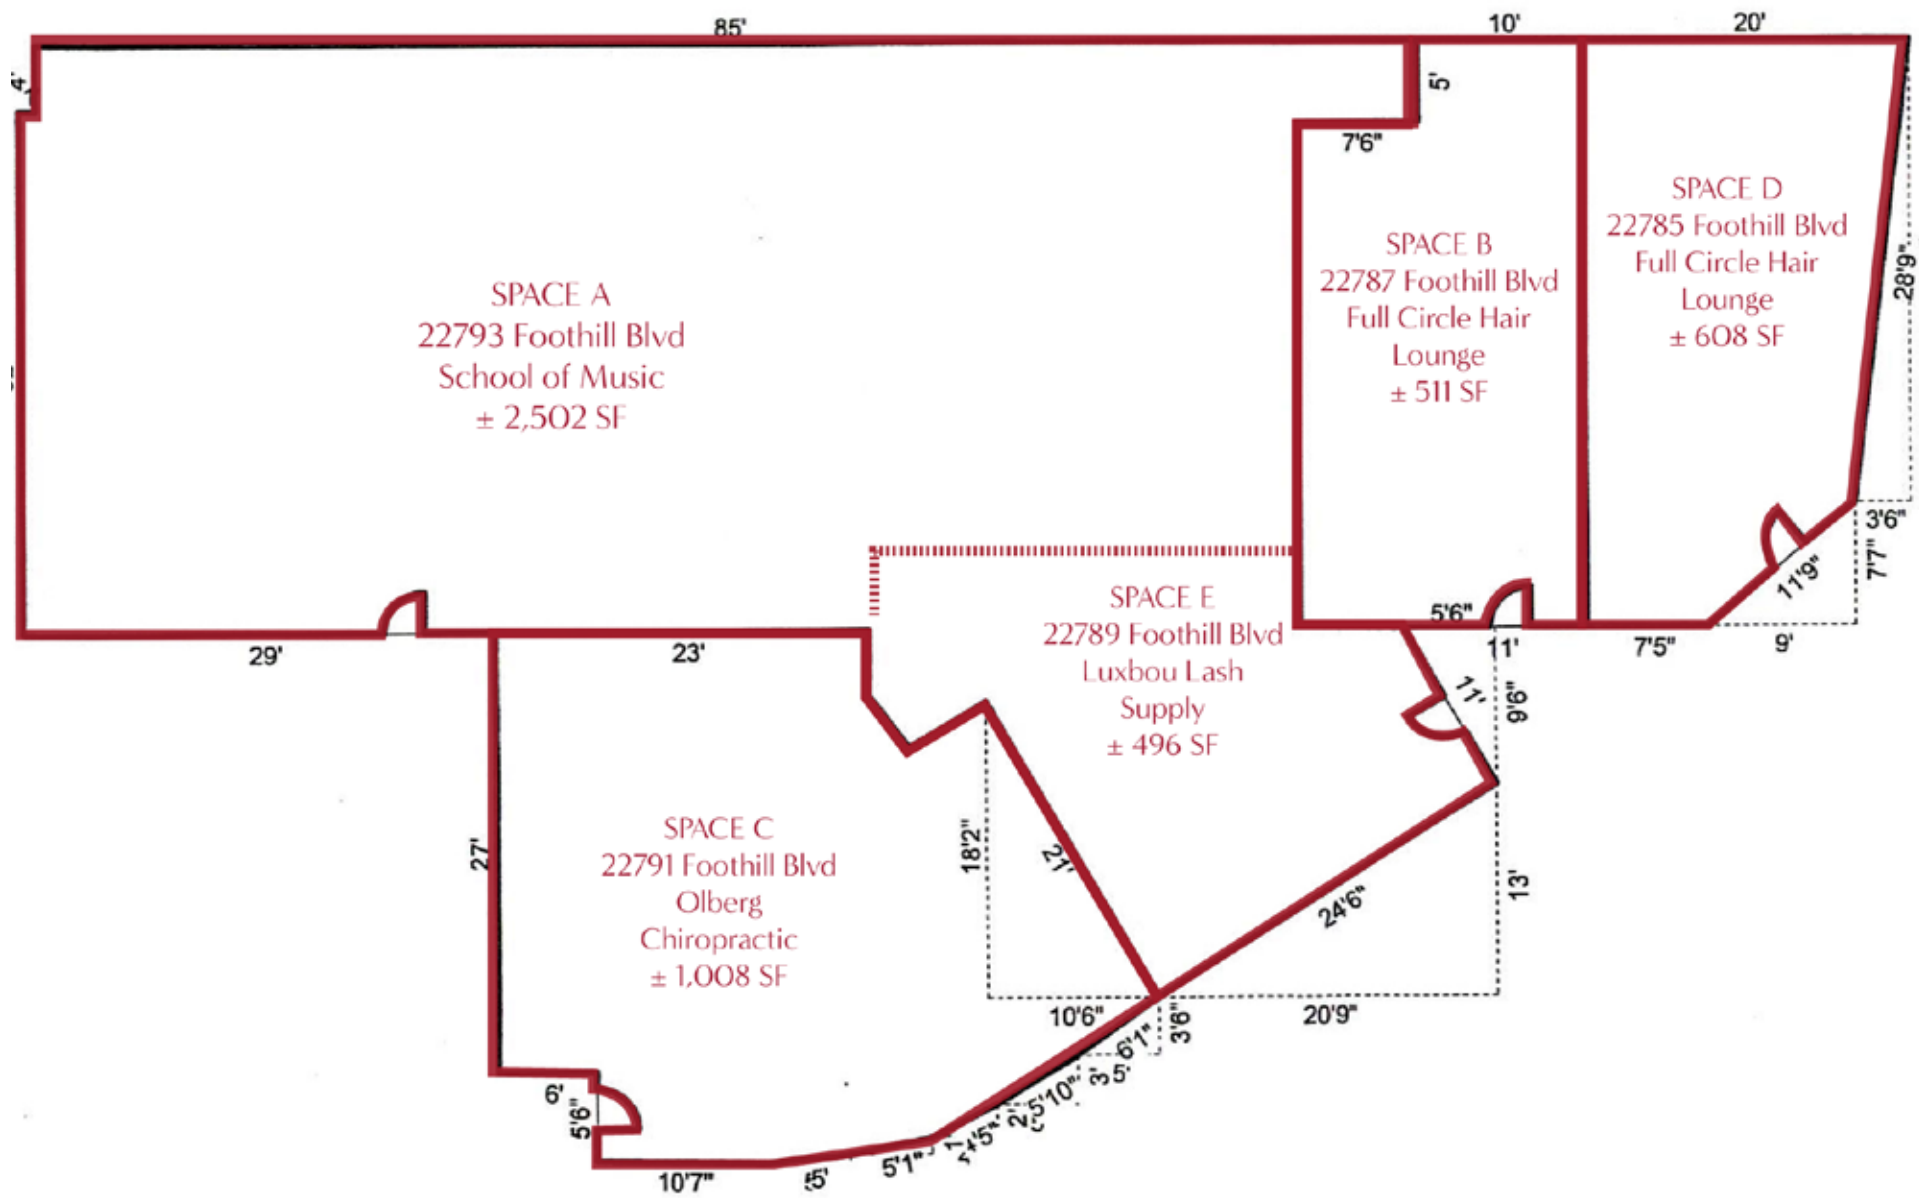 85'
10'
20'
4'
5'
7'6"
SPACE D
22785 Foothill Blvd
Full Circle Hair
Lounge
± 608 SF
SPACE B
22787 Foothill Blvd
Full Circle Hair
Lounge
± 511 SF
28'9"
SPACE A
22793 Foothill Blvd
School of Music
± 2,502 SF
3'6"
7'7"
11'9"
SPACE E
22789 Foothill Blvd
Luxbou Lash
Supply
± 496 SF
5'6"
11'
7'5"
9'
29'
23'
11'
9'6"
SPACE C
22791 Foothill Blvd
Olberg
Chiropractic
± 1,008 SF
27'
18'2"
21'
24'6"
13'
10'6"
3'6"
20'9"
6'1"
3'
5'
5'10"
2'
6'
5'6"
10'7"
5'1"